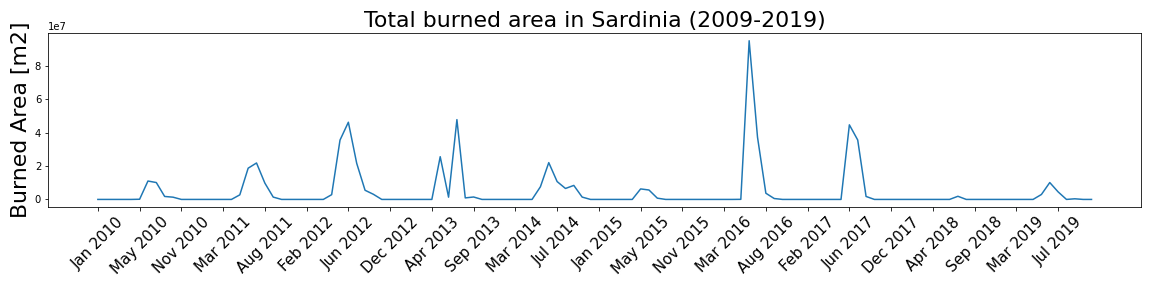 Total burned area in Sardinia (2009-2019)
1e7
Burned Area [m2]
8
6
4
2
0
Jan 2010
May 2010
Nov 2010
Mar 2011
Aug 2011
Feb 2012
Jun 2012
Dec 2012
Apr 2013
Sep 2013
Mar 2014
Jul 2014
Jan 2015
May 2015
Nov 2015
Mar 2016
Aug 2016
Feb 2017
Jun 2017
Dec 2017
Apr 2018
Sep 2018
Mar 2019
Jul 2019